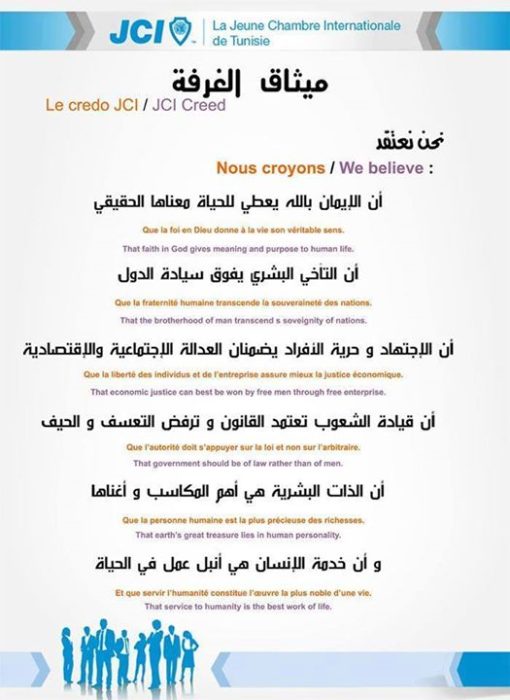 JCI
La Jeune Chambre Internationale
de Tunisie
ميثاق الغرفة
Le credo JCI / JCI Creed
نحن نعتقد
Nous croyons / We believe :
أن الإيمان بالله يعطي للحياة معناها الحقيقي
Que la foi en Dieu donne à la vie son véritable sens.
That faith in God gives meaning and purpose to human life.
أن التآخي البشري يفوق سيادة الدول
Que la fraternité humaine transcende la souveraineté des nations.
That the brotherhood of man transcend s soveignity of nations.
أن الإجتهاد و حرية الأفراد يضمنان العدالة الإجتماعية والإقتصادية
Que la liberté des individus et de l'entreprise assure mieux la justice économique.
That economic justice can best be won by free men through free enterprise.
أن قيادة الشعوب تعتمد القانون و ترفض التعسف و الحيف
Que l'autorité doit s'appuyer sur la loi et non sur l'arbitraire.
That government should be of law rather than of men.
أن الذات البشرية هي أهم المكاسب و أغناها
Que la personne humaine est la plus précieuse des richesses.
That earth's great treasure lies in human personality.
و أن خدمة الإنسان هي أنبل عمل في الحياة
Et que servir l'humanité constitue l'œuvre la plus noble d'une vie.
That service to humanity is the best work of life.